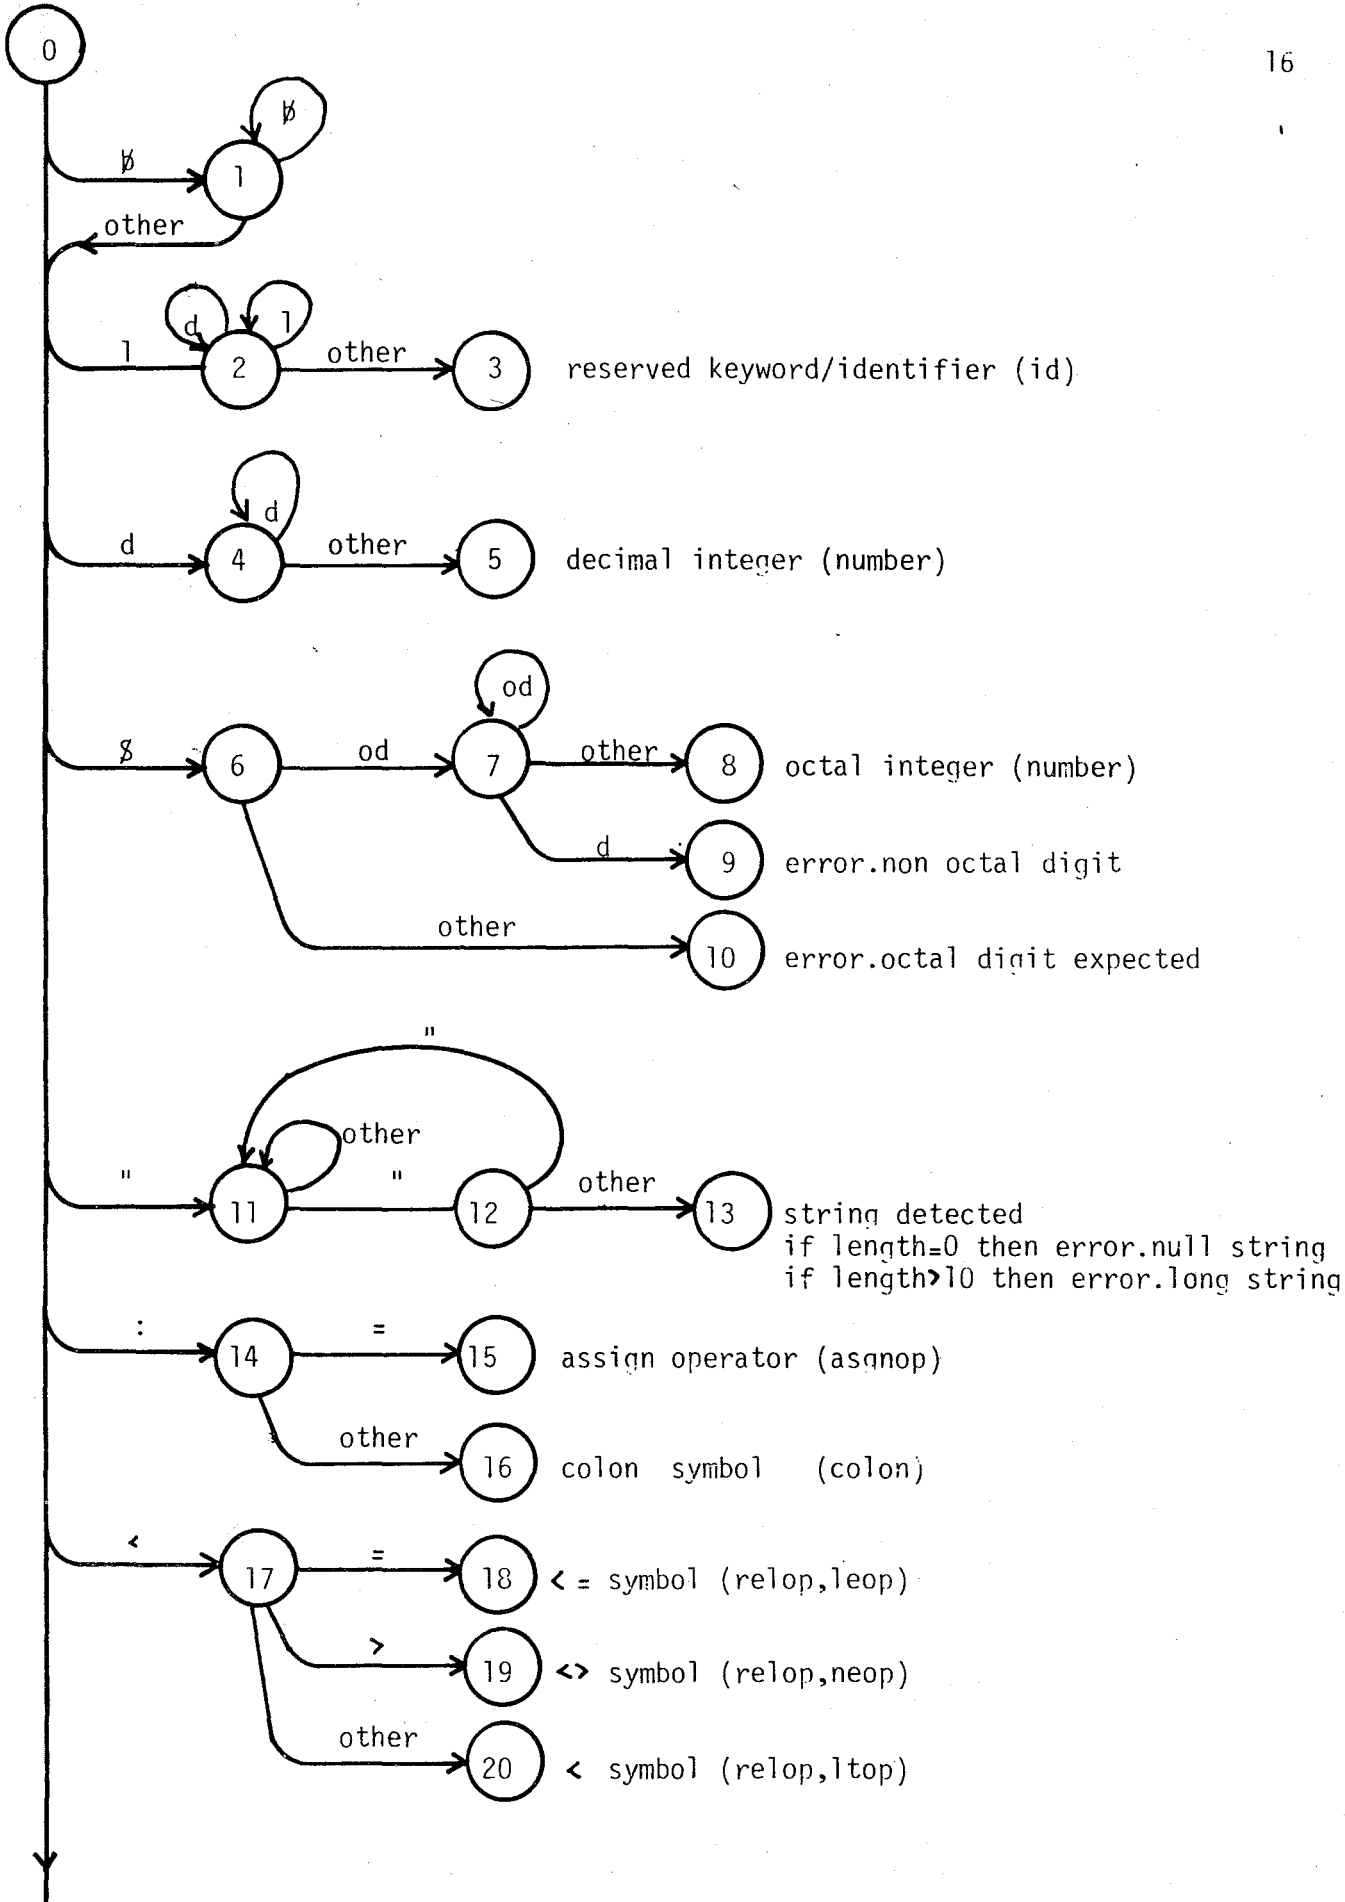 0
16
ƀ
ƀ
1
other
d
l
l
2
other
3
reserved keyword/identifier (id)
d
d
4
other
5
decimal integer (number)
od
$
6
od
7
other
8
octal integer (number)
d
9
error.non octal digit
other
10
error.octal digit expected
"
other
"
11
"
12
other
13
string detected
if length=0 then error.null string
if length>10 then error.long string
:
14
=
15
assign operator (asgnop)
other
16
colon symbol (colon)
<
17
=
18
<= symbol (relop,leop)
>
19
<> symbol (relop,neop)
other
20
< symbol (relop,ltop)